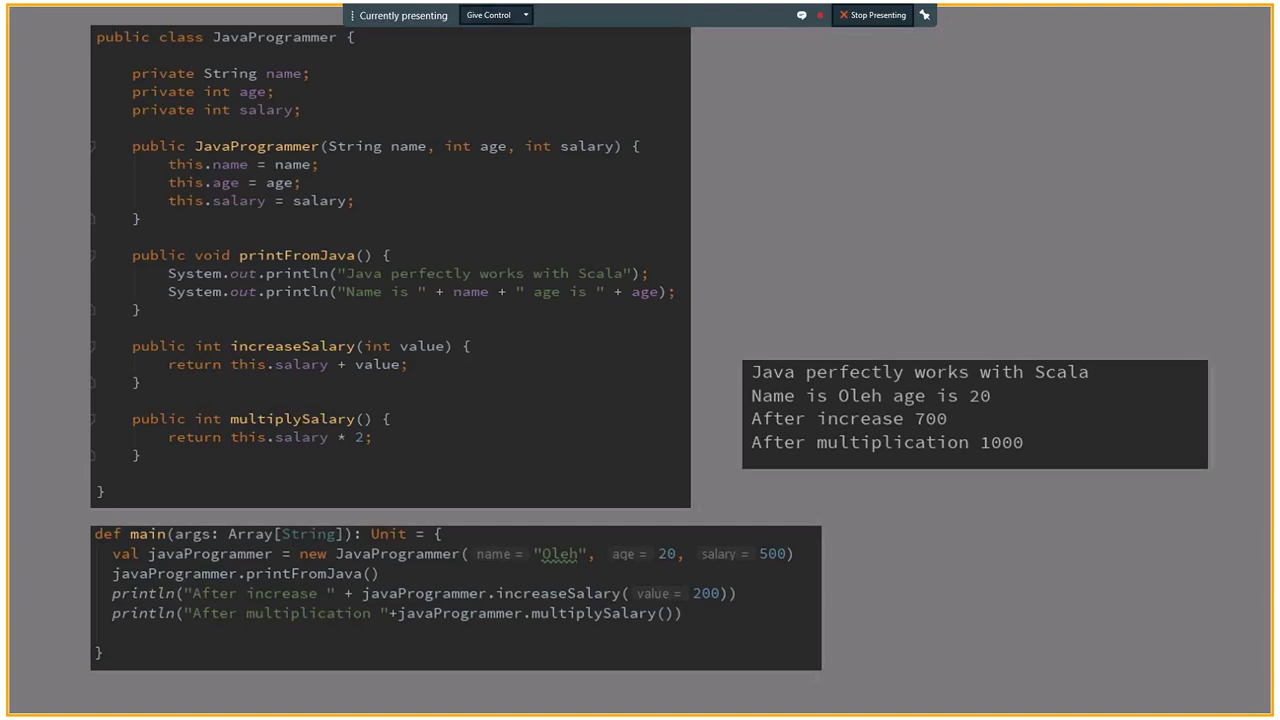 Currently presenting
Give Control
Stop Presenting
public class JavaProgrammer {
private String name;
private int age;
private int salary;
public JavaProgrammer(String name, int age, int salary) {
this.name = name;
this.age = age;
this.salary = salary;
}
public void printFromJava() {
System.out.println("Java perfectly works with Scala");
System.out.println("Name is " + name + " age is " + age);
}
public int increaseSalary(int value) {
return this.salary + value;
}
public int multiplySalary() {
return this.salary * 2;
}
}
Java perfectly works with Scala
Name is Oleh age is 20
After increase 700
After multiplication 1000
def main(args: Array[String]): Unit = {
val javaProgrammer = new JavaProgrammer( name = "Oleh", age = 20, salary = 500)
javaProgrammer.printFromJava()
println("After increase " + javaProgrammer.increaseSalary( value = 200))
println("After multiplication "+javaProgrammer.multiplySalary())
}